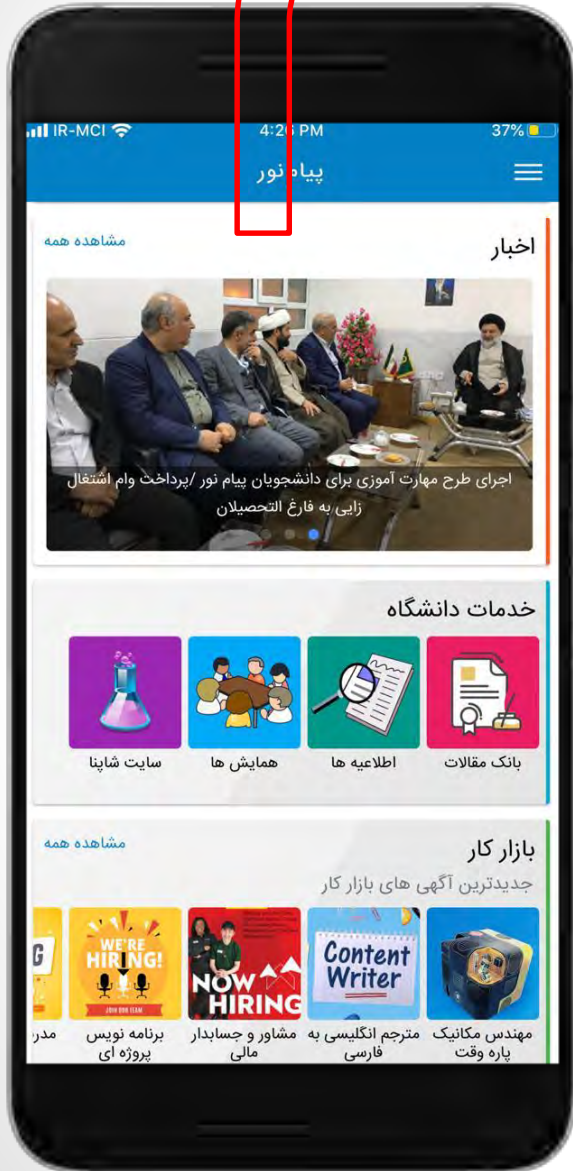 IR-MCI
4:26 PM
37%
پیام نور
اخبار
مشاهده همه
اجرای طرح مهارت آموزی برای دانشجویان پیام نور /پرداخت وام اشتغال
زایی به فارغ التحصیلان
خدمات دانشگاه
بانک مقالات
اطلاعیه ها
همایش ها
سایت شاپنا
بازار کار
مشاهده همه
جدیدترین آگهی های بازار کار
Content
Writer
NOW
HIRING
WE'RE
HIRING!
JOIN OUR TEAM
G
مهندس مکانیک
پاره وقت
مترجم انگلیسی به
فارسی
مشاور و جسابدار
مالی
برنامه نویس
پروژه ای
مدر